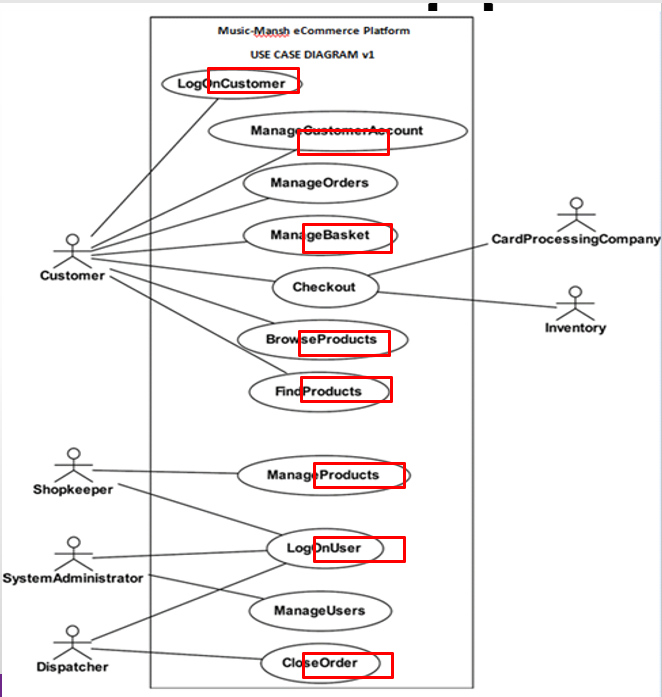 Music-Mansh eCommerce Platform
USE CASE DIAGRAM v1
LogOnCustomer
ManageCustomerAccount
ManageOrders
ManageBasket
CardProcessingCompany
Customer
Checkout
Inventory
BrowseProducts
FindProducts
ManageProducts
Shopkeeper
LogOnUser
SystemAdministrator
ManageUsers
CloseOrder
Dispatcher